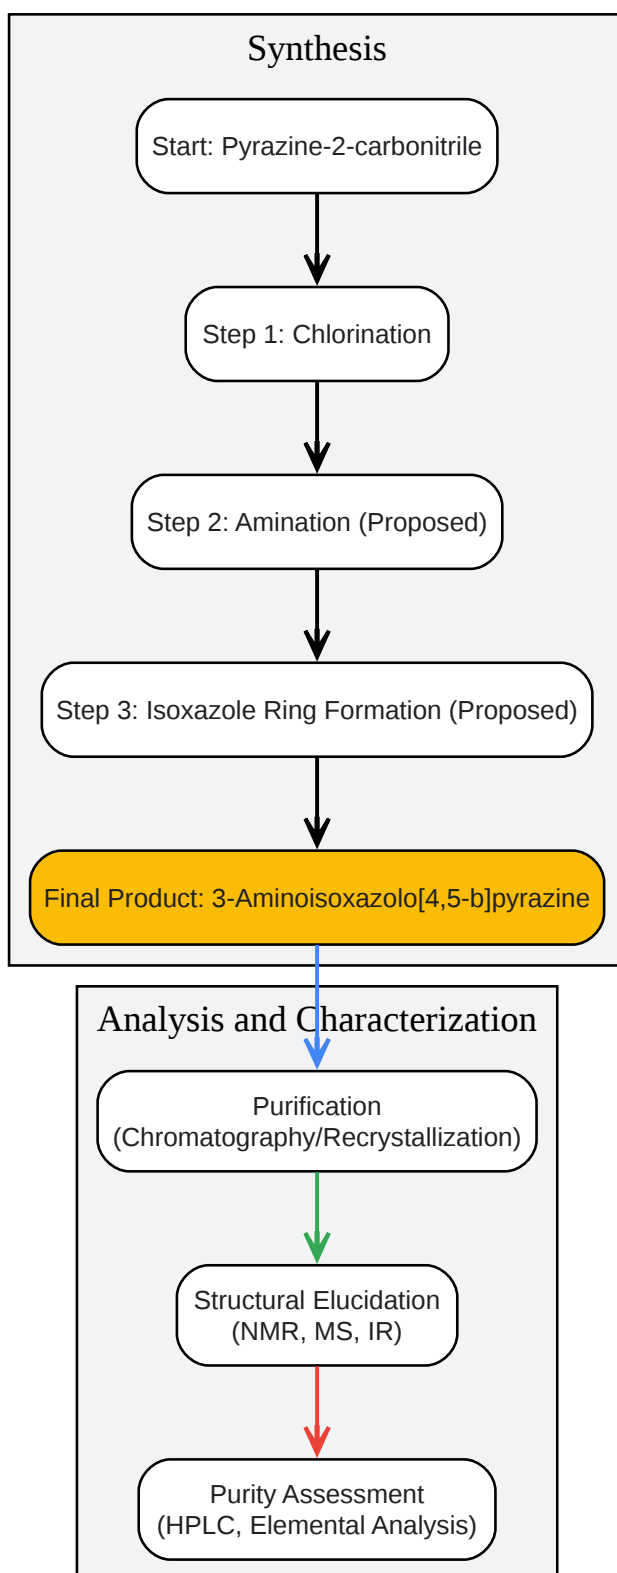 Synthesis
Start: Pyrazine-2-carbonitrile
Step 1: Chlorination
Step 2: Amination (Proposed)
Step 3: Isoxazole Ring Formation (Proposed)
Final Product: 3-Aminoisoxazolo[4,5-b]pyrazine
Analysis and Characterization
Purification
(Chromatography/Recrystallization)
Structural Elucidation
(NMR, MS, IR)
Purity Assessment
(HPLC, Elemental Analysis)